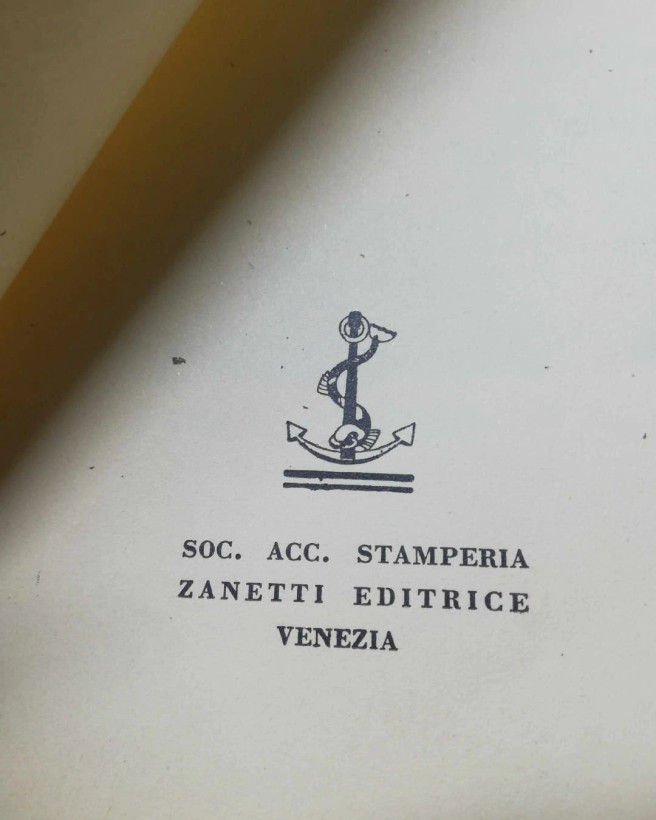 SOC. ACC. STAMPERIA
ZANETTI EDITRICE
VENEZIA